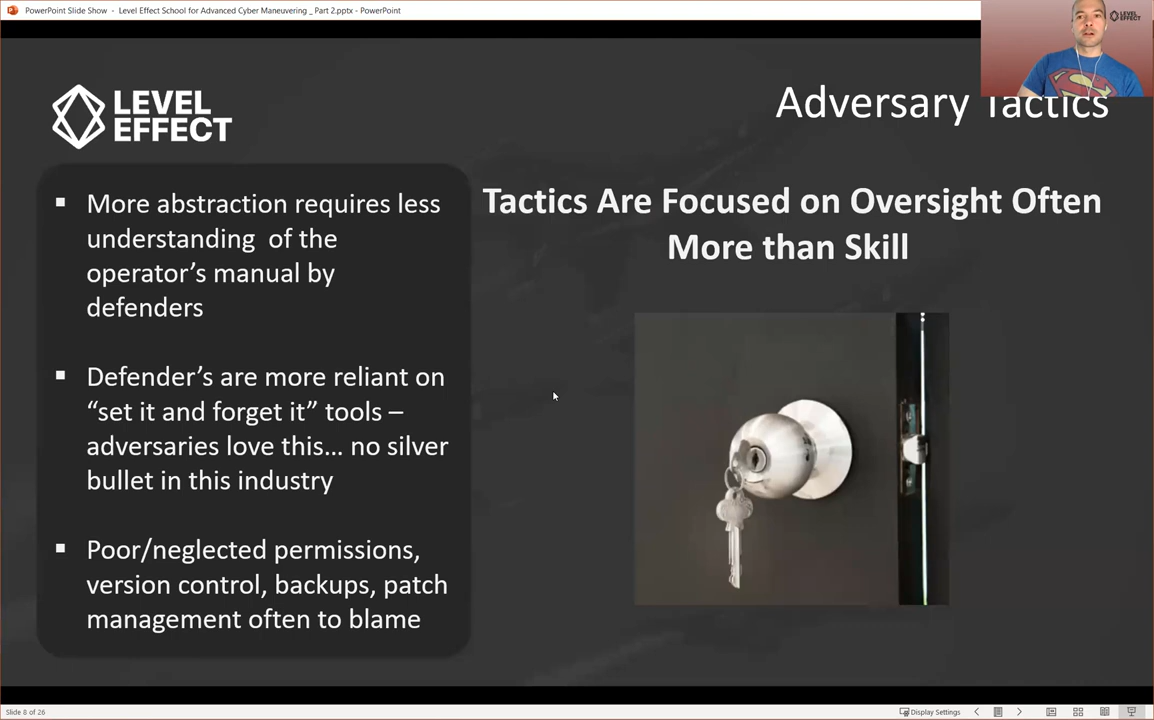 PowerPoint Slide Show - Level Effect School for Advanced Cyber Maneuvering _ Part 2.pptx - PowerPoint
LEVEL
EFFECT
LEVEL
EFFECT
Adversary Tactics
▪ More abstraction requires less
understanding of the
operator’s manual by
defenders
▪ Defender’s are more reliant on
“set it and forget it” tools –
adversaries love this… no silver
bullet in this industry
▪ Poor/neglected permissions,
version control, backups, patch
management often to blame
Tactics Are Focused on Oversight Often
More than Skill
Slide 8 of 26
Display Settings